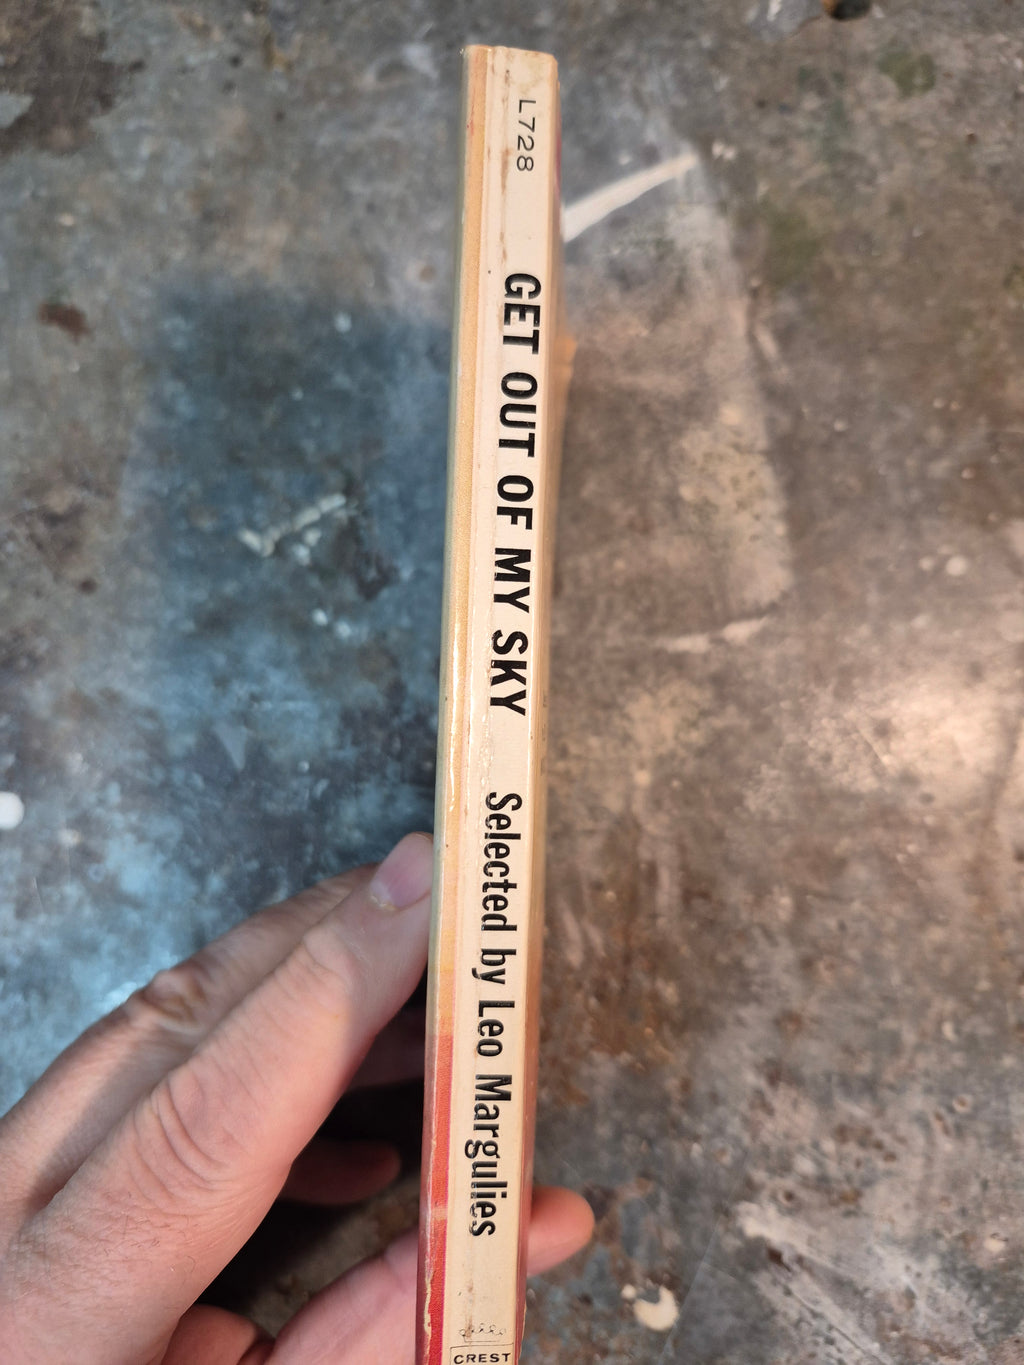 L728
GET OUT OF MY SKY
Selected by Leo Margulies
CREST